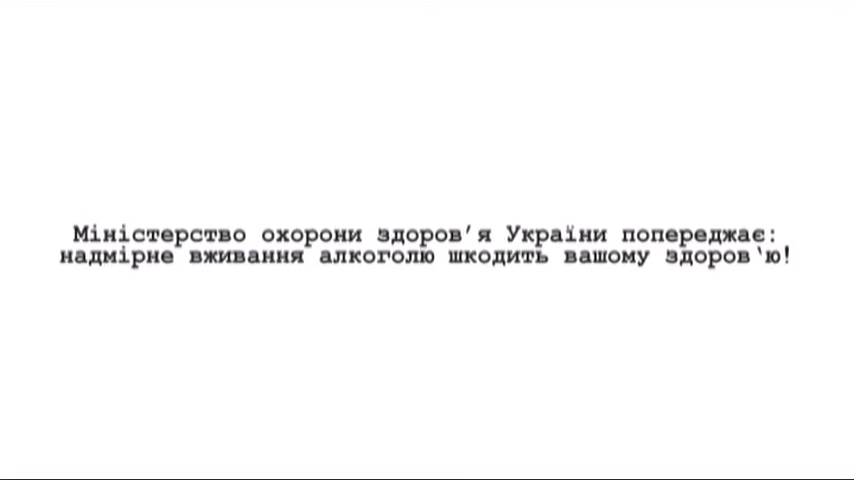 Міністерство охорони здоров’я України попереджає:
надмірне вживання алкоголю шкодить вашому здоров‘ю!